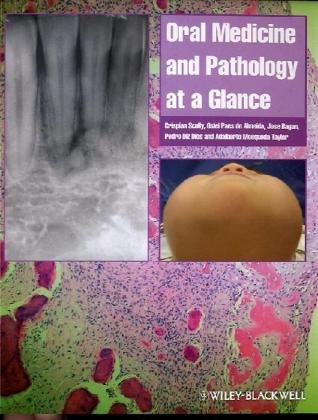 Oral Medicine
and Pathology
at a Glance
Crispian Scully, Oslei Paes de Almeida, Jose Bagan,
Pedro Diz Dios and Adalberto Mosqueda Taylor
WILEY-BLACKWELL